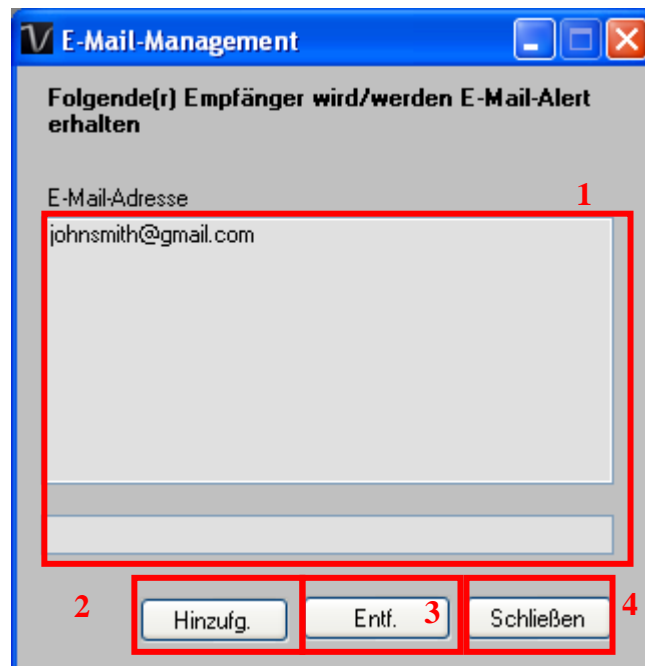 E-Mail-Management
Folgende(r) Empfänger wird/werden E-Mail-Alert
erhalten
E-Mail-Adresse
1
johnsmith@gmail.com
2
Hinzufg.
Entf.
3
Schließen
4